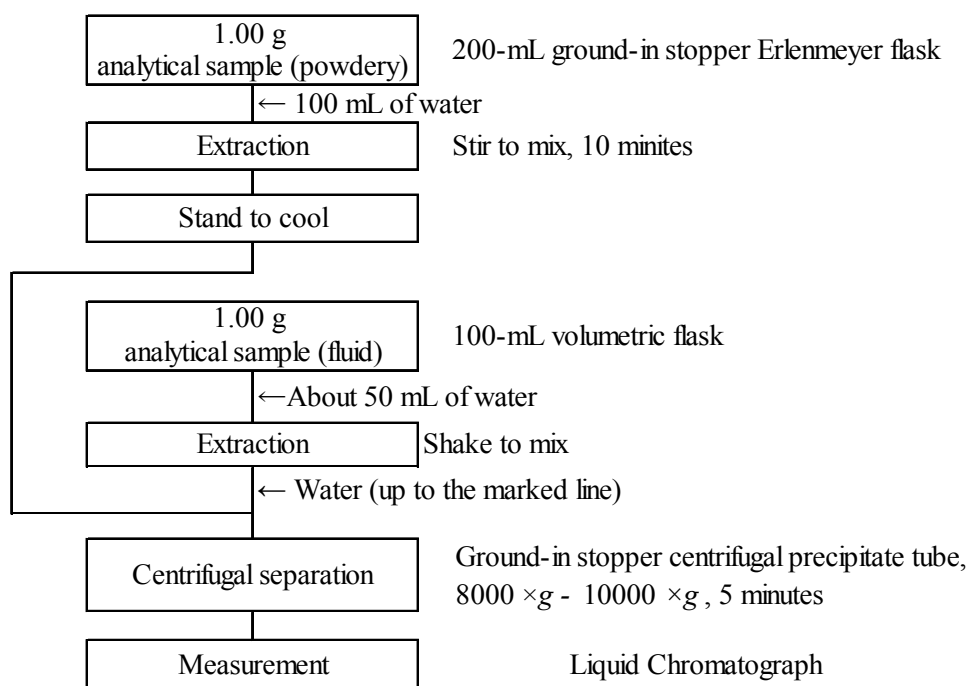 1.00 g
analytical sample (powdery)
200-mL ground-in stopper Erlenmeyer flask
← 100 mL of water
Extraction
Stir to mix, 10 minites
Stand to cool
1.00 g
analytical sample (fluid)
100-mL volumetric flask
←About 50 mL of water
Extraction
Shake to mix
← Water (up to the marked line)
Centrifugal separation
Ground-in stopper centrifugal precipitate tube,
8000 ×g - 10000 ×g , 5 minutes
Measurement
Liquid Chromatograph